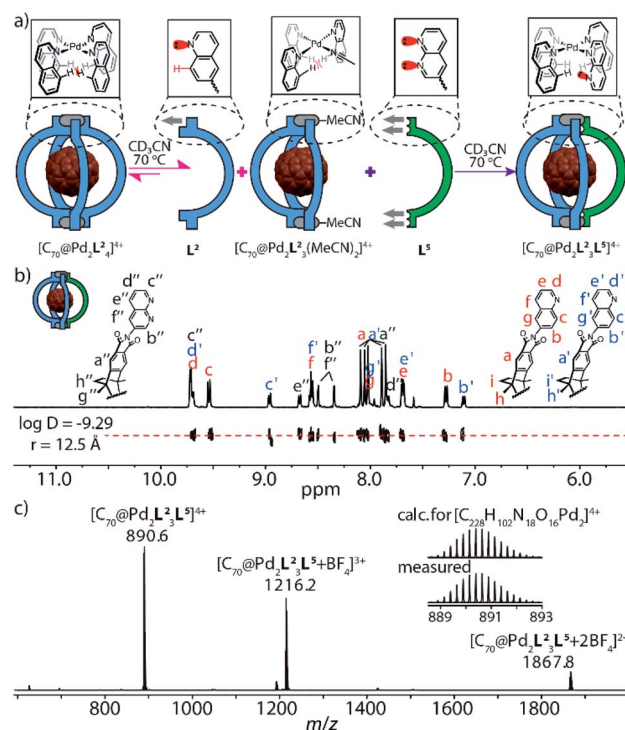 a)
N N Pd N N H H
N H
N Pd N N H H
N N
N Pd N N H N
MeCN
MeCN
CD₃CN
70 °C
+
+
CD₃CN
70 °C
[C₇₀@Pd₂L²₄]⁴⁺ L² [C₇₀@Pd₂L²₃(MeCN)₂]⁴⁺ L⁵ [C₇₀@Pd₂L²₃L⁵]⁴⁺
b)
d'' c''
e'' N
f'' N
b''
O N O
a''
h''
g''
c'' d' d c c' e'' f' f b'' f'' a a' a'' g' g d'' e' e b b'
e d
f N
g c
b
O N O
a
i
h
e' d'
f' N
g' c'
b'
O N O
a'
i'
h'
log D = -9.29
r = 12.5 Å
11.0 10.0 9.0 8.0 7.0 6.0
ppm
c)
[C₇₀@Pd₂L²₃L⁵]⁴⁺
890.6
[C₇₀@Pd₂L²₃L⁵+BF₄]³⁺
1216.2
calc.for [C₂₂₈H₁₀₂N₁₈O₁₆Pd₂]⁴⁺
measured
889 891 893
[C₇₀@Pd₂L²₃L⁵+2BF₄]²⁺
1867.8
800 1000 1200 1400 1600 1800
m/z